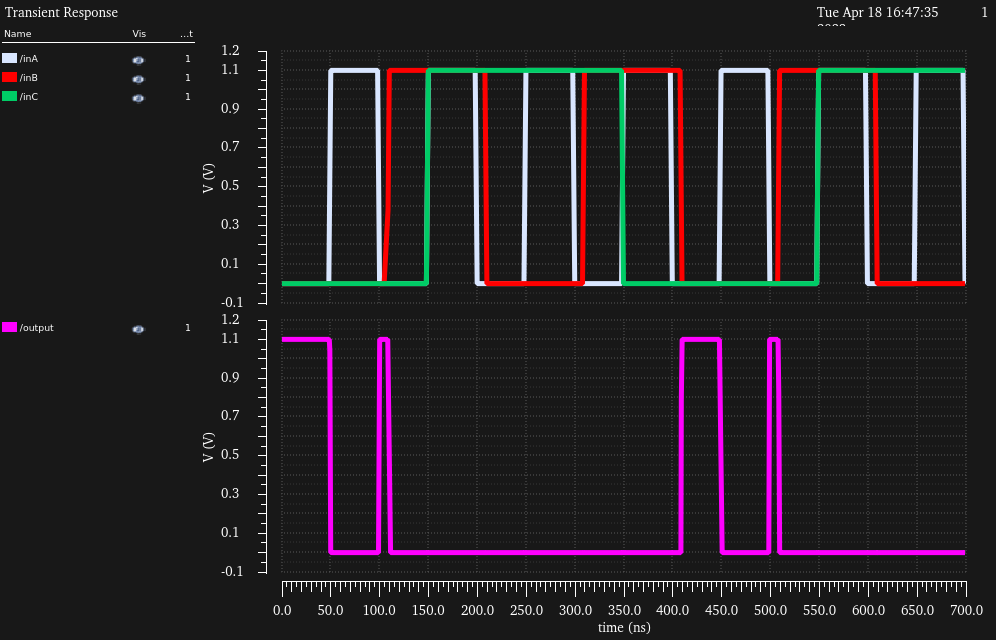 Transient Response
Tue Apr 18 16:47:35 1
Name Vis ...t
/inA 1
/inB 1
/inC 1
1.2
1.1
0.9
0.7
0.5
0.3
0.1
-0.1
V (V)
/output 1
1.2
1.1
0.9
0.7
0.5
0.3
0.1
-0.1
V (V)
0.0 50.0 100.0 150.0 200.0 250.0 300.0 350.0 400.0 450.0 500.0 550.0 600.0 650.0 700.0
time (ns)